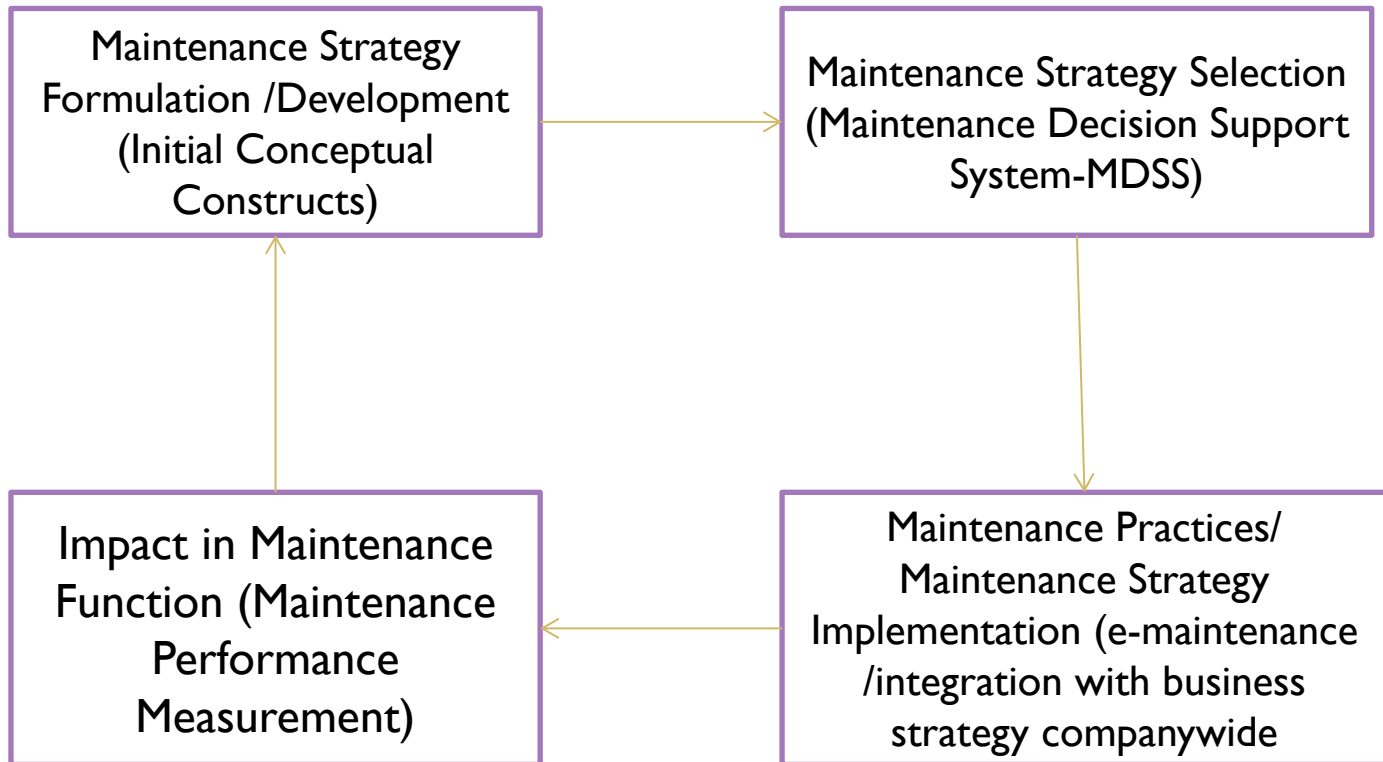 Maintenance Strategy
Formulation /Development
(Initial Conceptual
Constructs)
Maintenance Strategy Selection
(Maintenance Decision Support
System-MDSS)
Impact in Maintenance
Function (Maintenance
Performance
Measurement)
Maintenance Practices/
Maintenance Strategy
Implementation (e-maintenance
/integration with business
strategy companywide